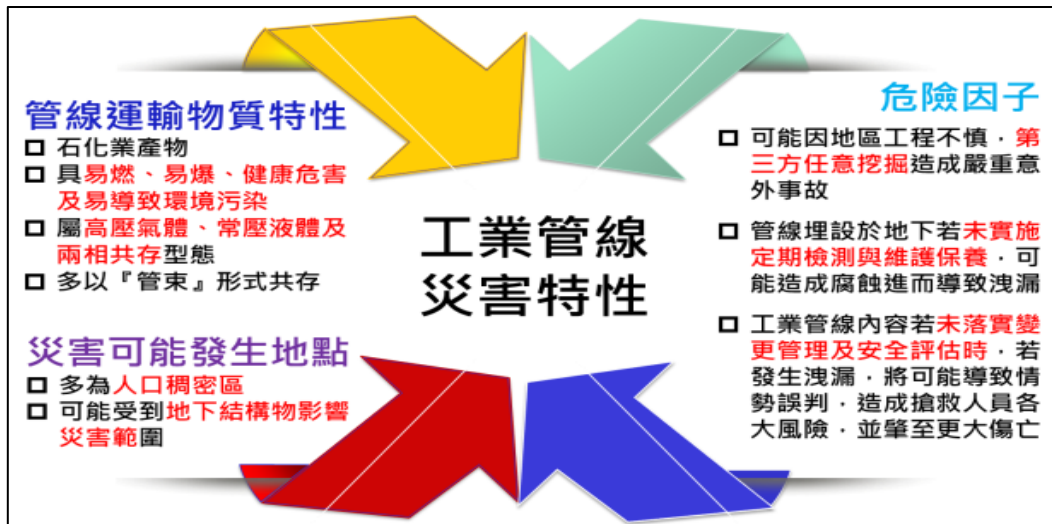 管線運輸物質特性
□ 石化業產物
□ 具易燃、易爆、健康危害
及易導致環境污染
□ 屬高壓氣體、常壓液體及
兩相共存型態
□ 多以『管束』形式共存
災害可能發生地點
□ 多為人口稠密區
□ 可能受到地下結構物影響
災害範圍
工業管線
災害特性
危險因子
□ 可能因地區工程不慎，第
三方任意挖掘造成嚴重意
外事故
□ 管線埋設於地下若未實施
定期檢測與維護保養，可
能造成腐蝕進而導致洩漏
□ 工業管線內容若未落實變
更管理及安全評估時，若
發生洩漏，將可能導致情
勢誤判，造成搶救人員各
大風險，並肇至更大傷亡